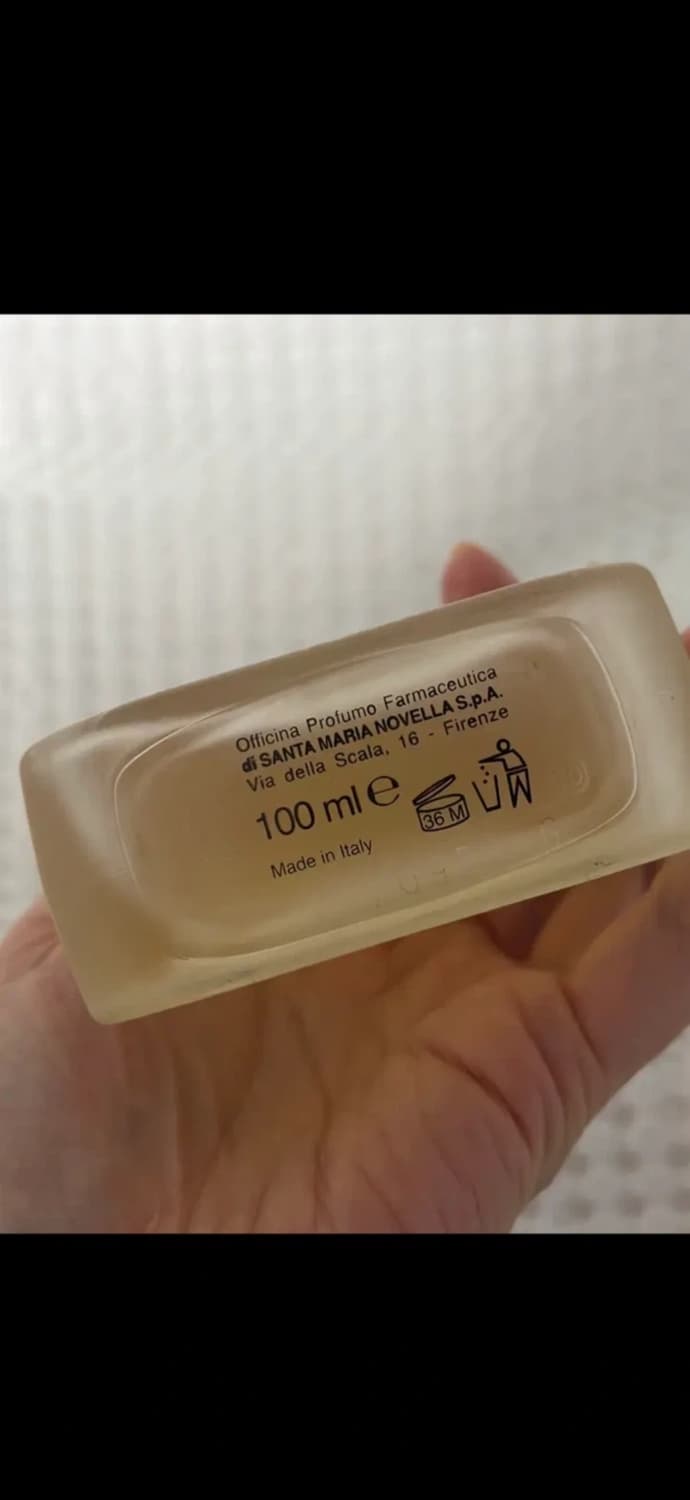 Officina Profumo Farmaceutica
di SANTA MARIA NOVELLA S.p.A.
Via della Scala, 16 - Firenze
100 ml ℮
36 M
Made in Italy